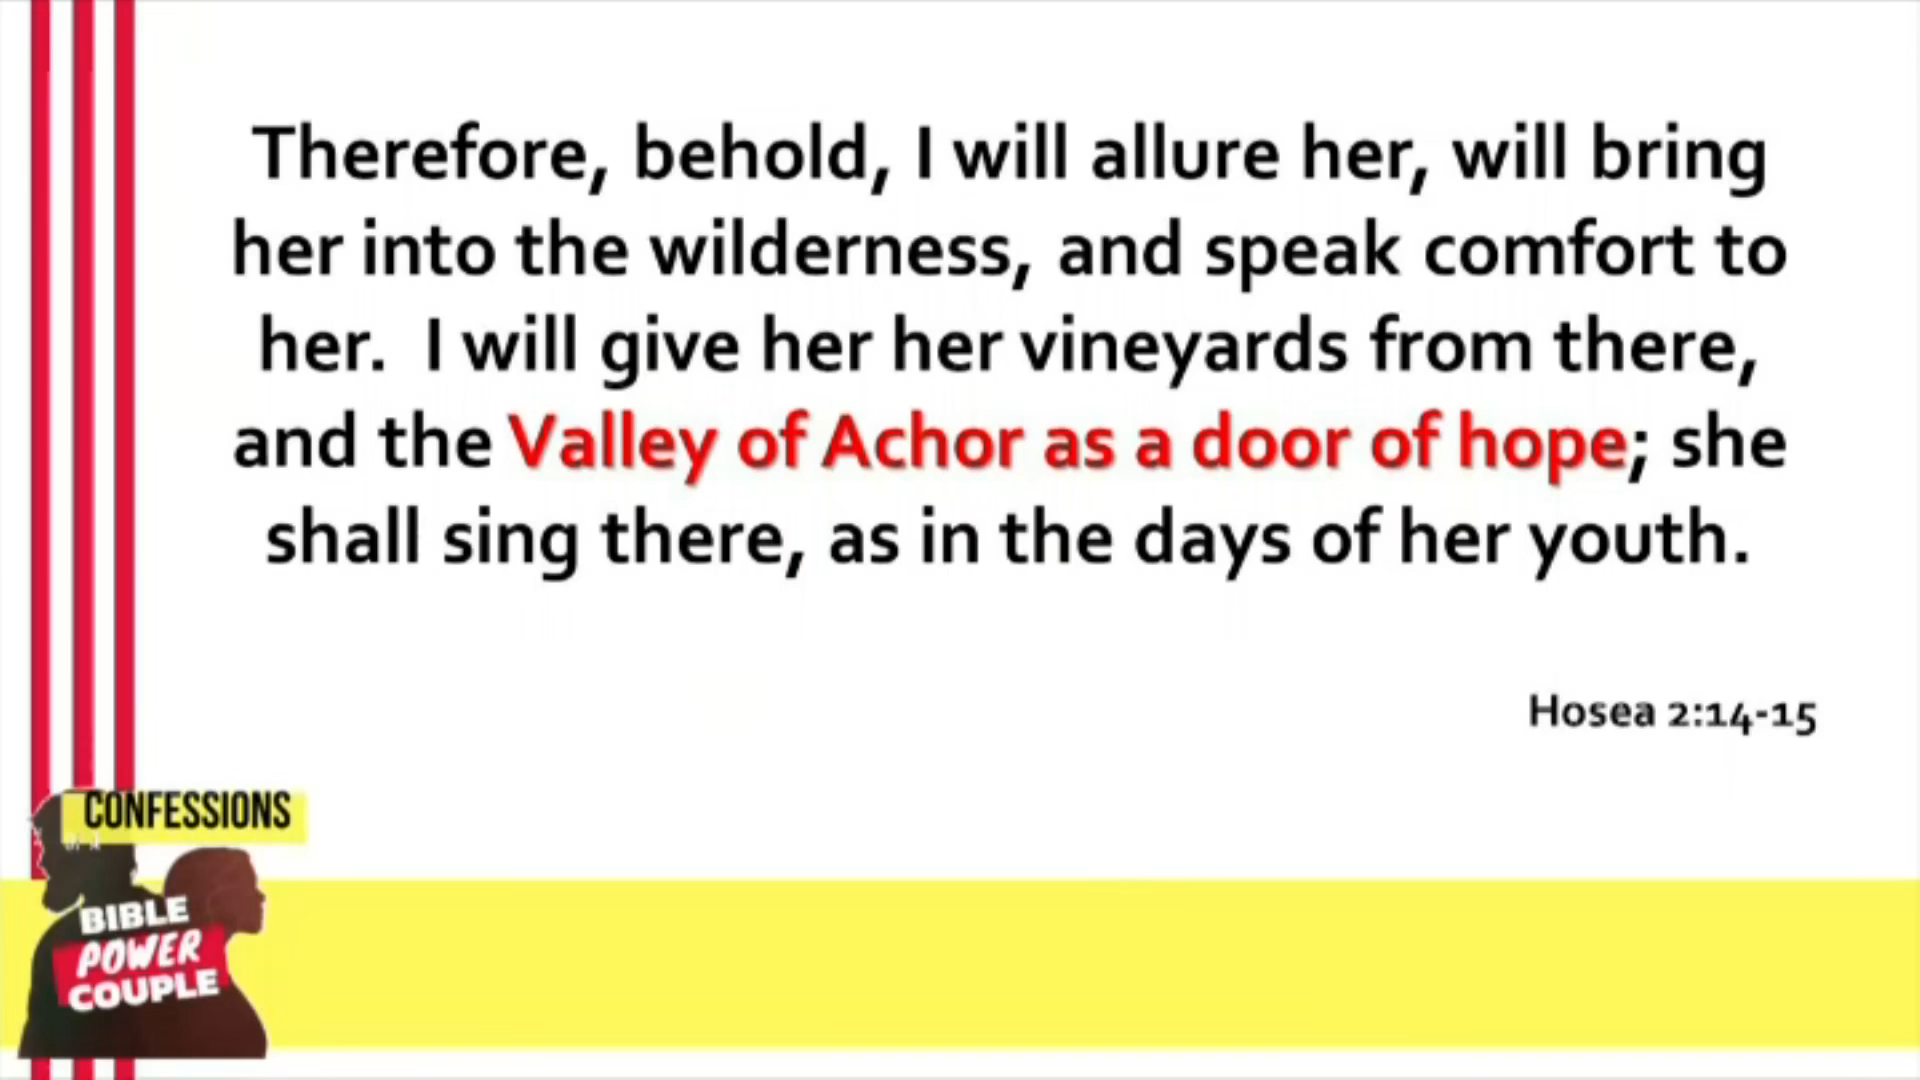 Therefore, behold, I will allure her, will bring
her into the wilderness, and speak comfort to
her.  I will give her her vineyards from there,
and the Valley of Achor as a door of hope; she
shall sing there, as in the days of her youth.
Hosea 2:14-15
CONFESSIONS
OF A
BIBLE
POWER
COUPLE